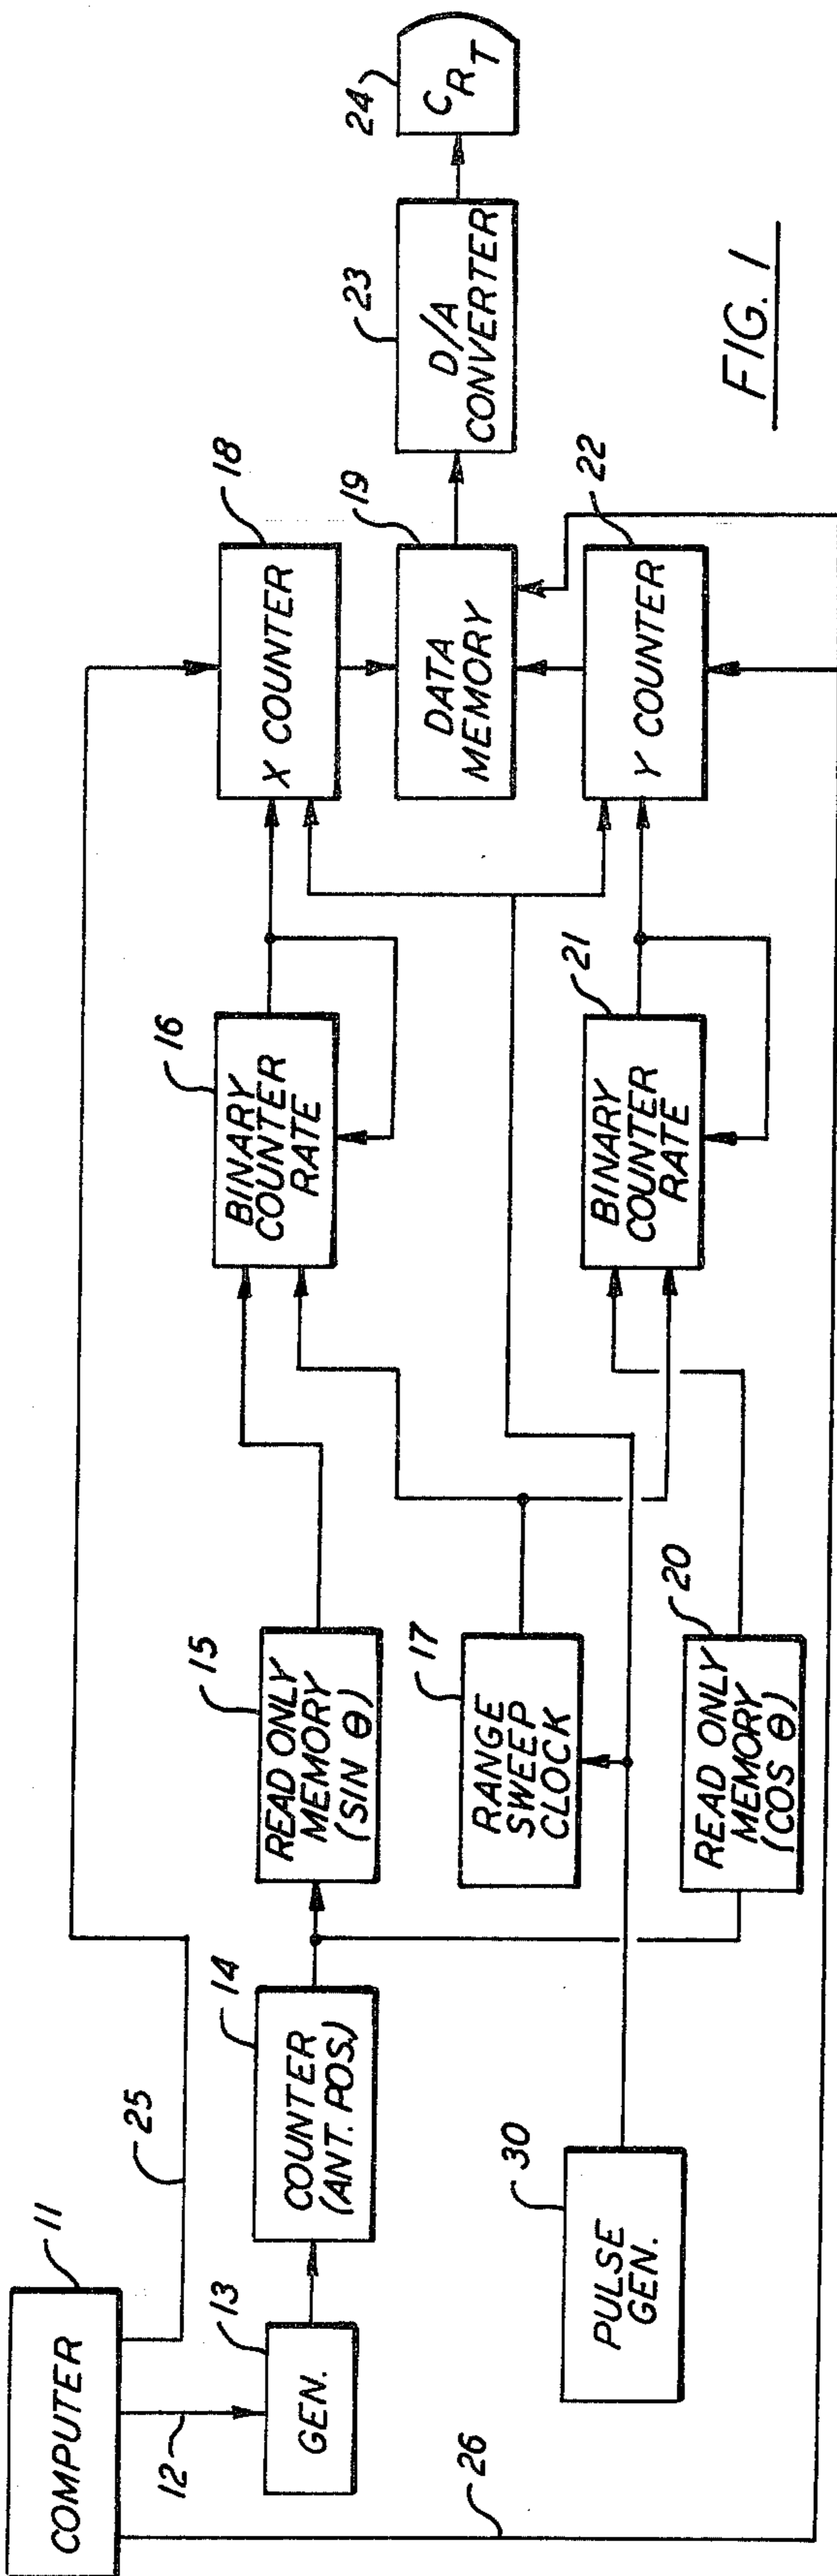 COMPUTER
11
12
25
26
GEN.
13
COUNTER
(ANT. POS.)
14
PULSE
GEN.
30
READ ONLY
MEMORY
(SIN θ)
15
RANGE
SWEEP
CLOCK
17
READ ONLY
MEMORY
(COS θ)
20
BINARY
COUNTER
RATE
16
BINARY
COUNTER
RATE
21
X COUNTER
18
DATA
MEMORY
19
Y COUNTER
22
D/A
CONVERTER
23
CRT
24
FIG. 1